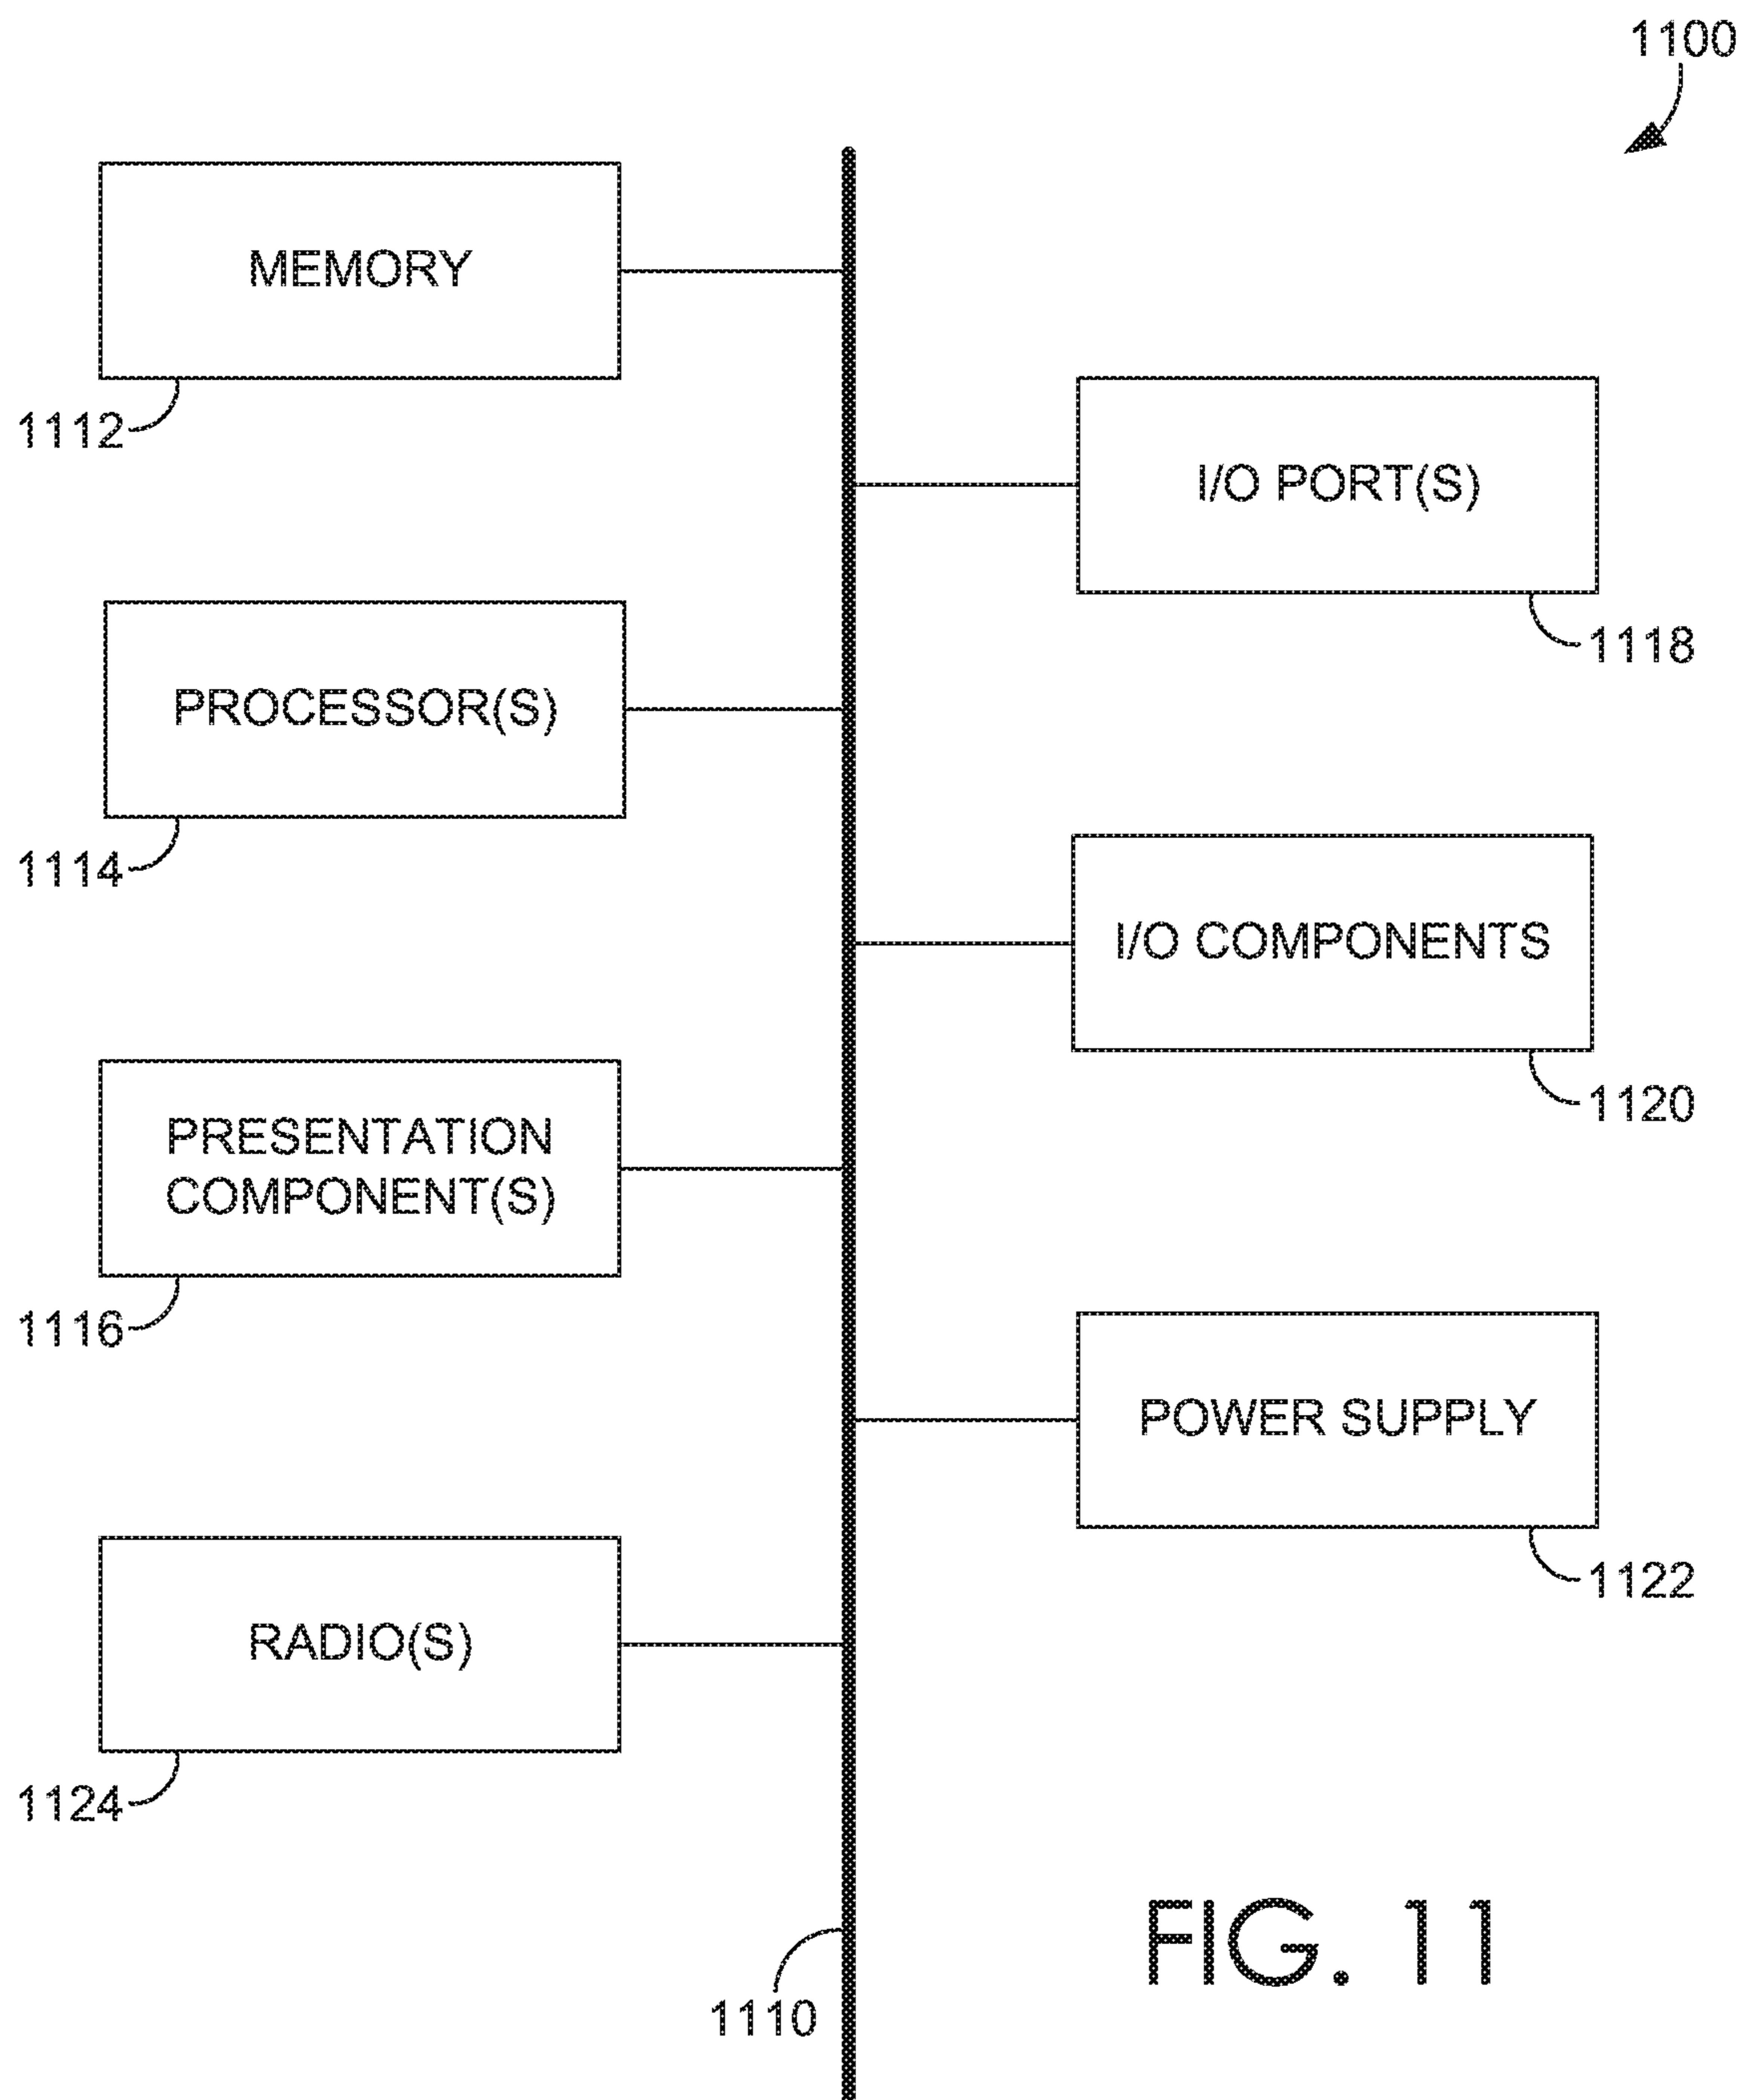 1100
MEMORY
1112
I/O PORT(S)
1118
PROCESSOR(S)
1114
I/O COMPONENTS
1120
PRESENTATION
COMPONENT(S)
1116
POWER SUPPLY
1122
RADIO(S)
1124
1110
FIG. 11